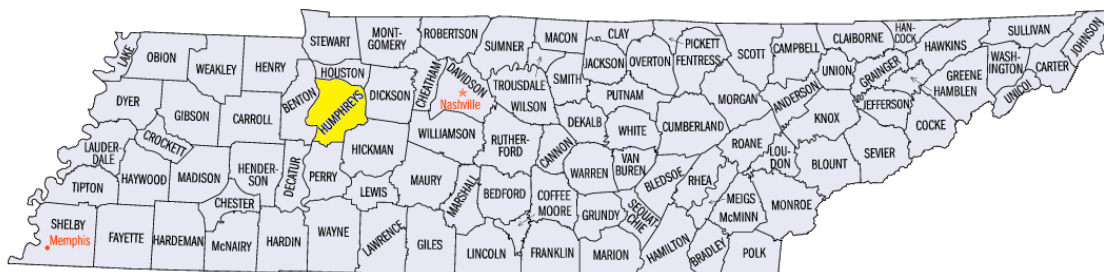 LAKE
OBION
WEAKLEY
HENRY
STEWART
MONT-
GOMERY
ROBERTSON
SUMNER
MACON
CLAY
PICKETT
SCOTT
CAMPBELL
CLAIBORNE
HAN-
COCK
HAWKINS
SULLIVAN
JOHNSON
DYER
GIBSON
CARROLL
BENTON
HOUSTON
HUMPHREYS
DICKSON
CHEATHAM
DAVIDSON
Nashville
TROUSDALE
WILSON
SMITH
JACKSON
OVERTON
FENTRESS
PUTNAM
MORGAN
ANDERSON
UNION
GRAINGER
GREENE
HAMBLEN
WASH-
INGTON
UNICOI
CARTER
LAUDER-
DALE
CROCKETT
HAYWOOD
MADISON
HENDER-
SON
DECATUR
PERRY
HICKMAN
WILLIAMSON
RUTHER-
FORD
CANNON
DEKALB
WHITE
CUMBERLAND
ROANE
LOU-
DON
KNOX
JEFFERSON
COCKE
SEVIER
BLOUNT
TIPTON
CHESTER
LEWIS
MAURY
MARSHALL
BEDFORD
COFFEE
MOORE
WARREN
VAN
BUREN
BLEDSOE
RHEA
MEIGS
McMINN
MONROE
SHELBY
Memphis
FAYETTE
HARDEMAN
McNAIRY
HARDIN
WAYNE
LAWRENCE
GILES
LINCOLN
FRANKLIN
GRUNDY
SEQUAT-
CHIE
MARION
HAMILTON
BRADLEY
POLK